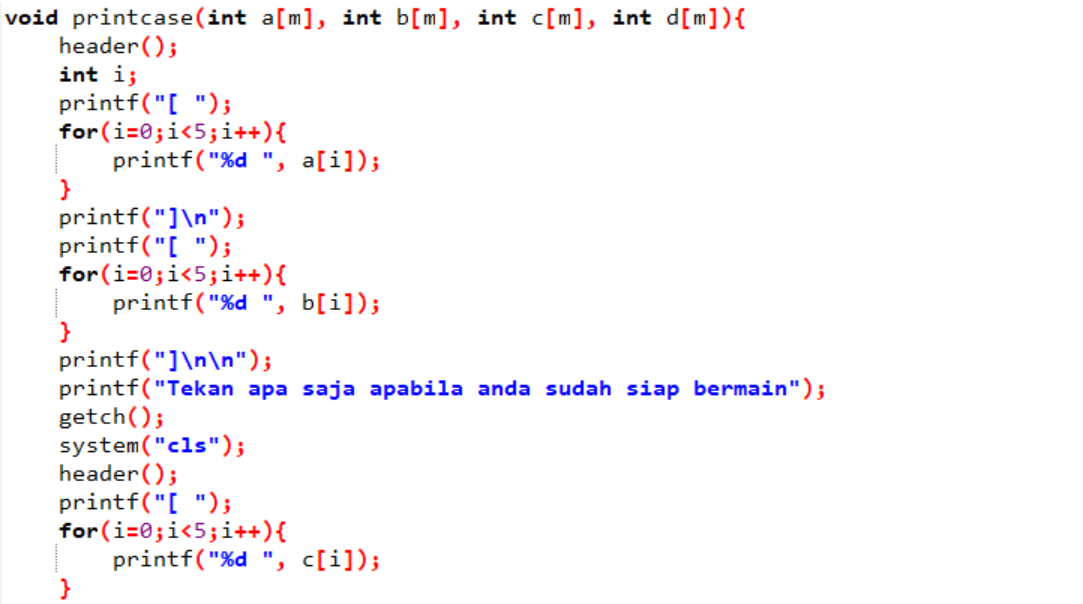 void printcase(int a[m], int b[m], int c[m], int d[m]){
    header();
    int i;
    printf("[ ");
    for(i=0;i<5;i++){
        printf("%d ", a[i]);
    }
    printf("]\n");
    printf("[ ");
    for(i=0;i<5;i++){
        printf("%d ", b[i]);
    }
    printf("]\n\n");
    printf("Tekan apa saja apabila anda sudah siap bermain");
    getch();
    system("cls");
    header();
    printf("[ ");
    for(i=0;i<5;i++){
        printf("%d ", c[i]);
    }